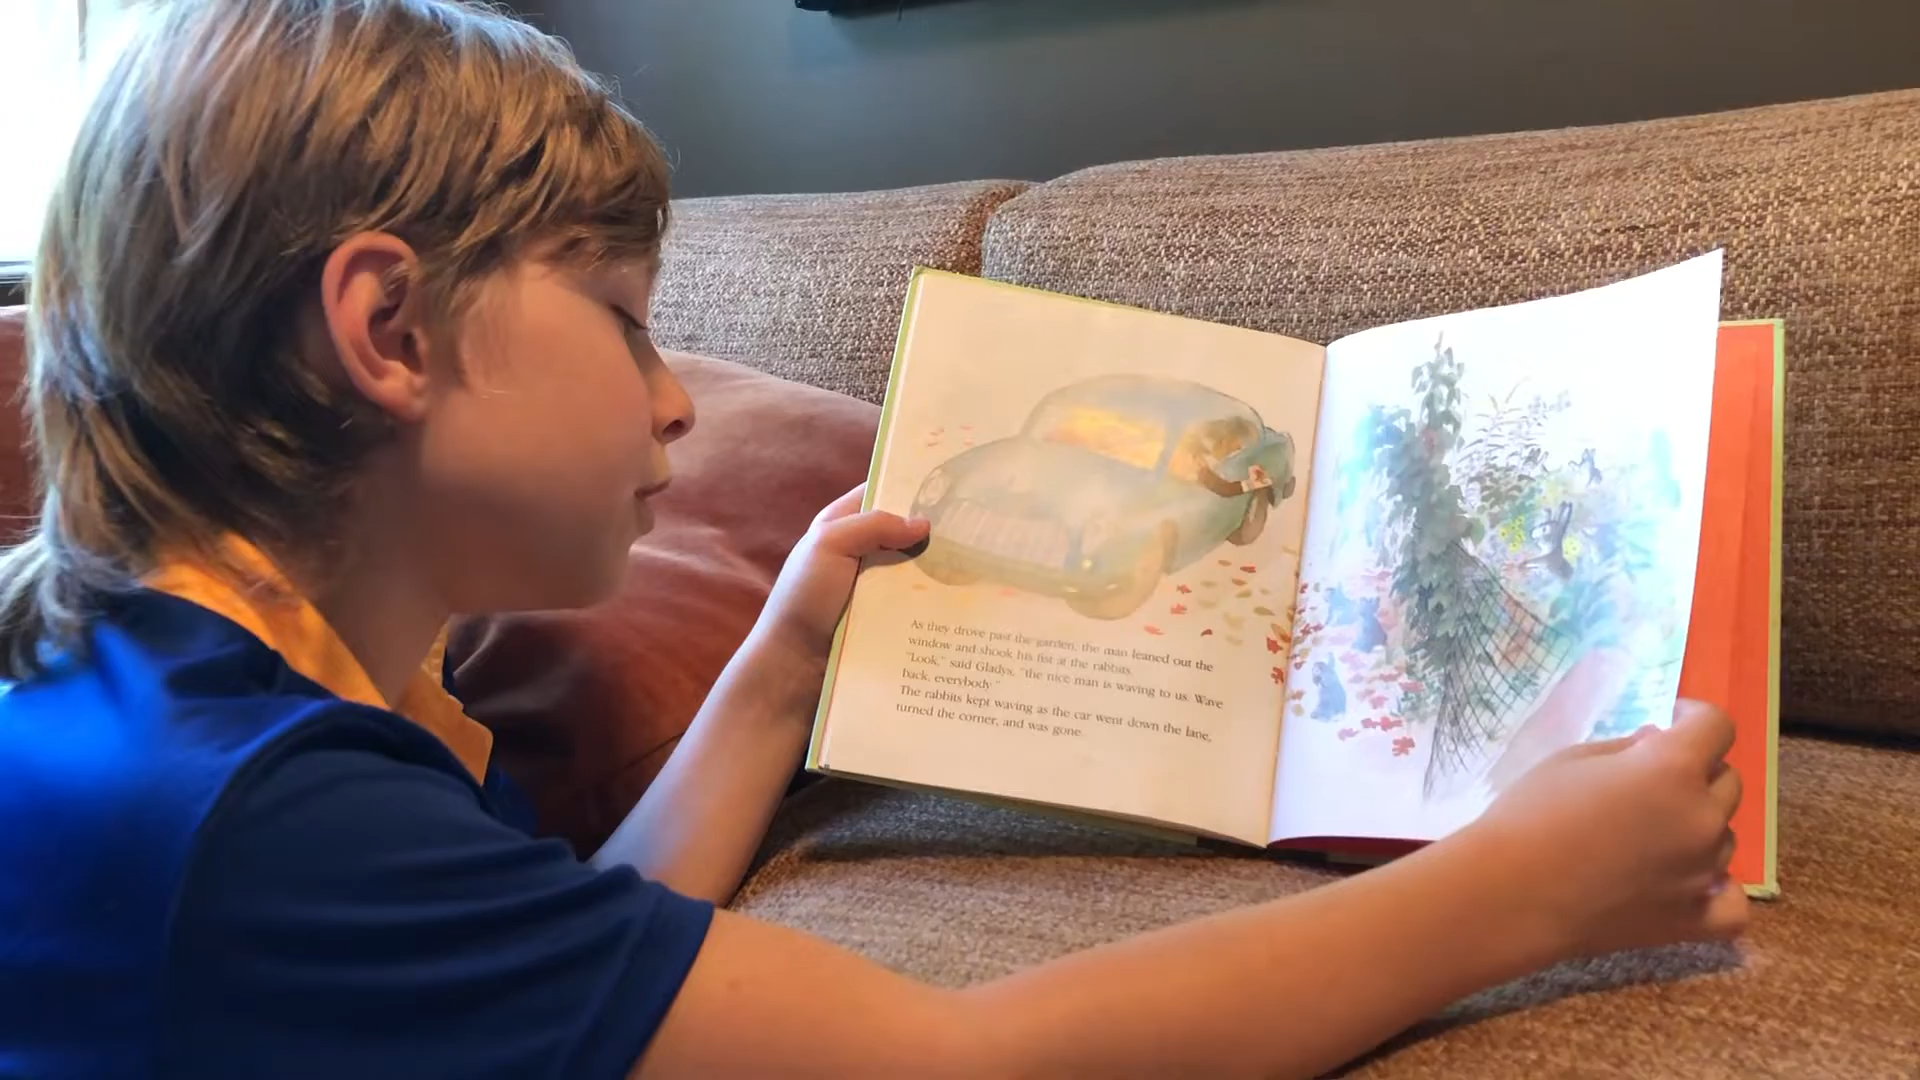 As they drove past the garden, the man leaned out the
window and shook his fist at the rabbits.
"Look," said Gladys, "the nice man is waving to us. Wave
back, everybody."
The rabbits kept waving as the car went down the lane,
turned the corner, and was gone.